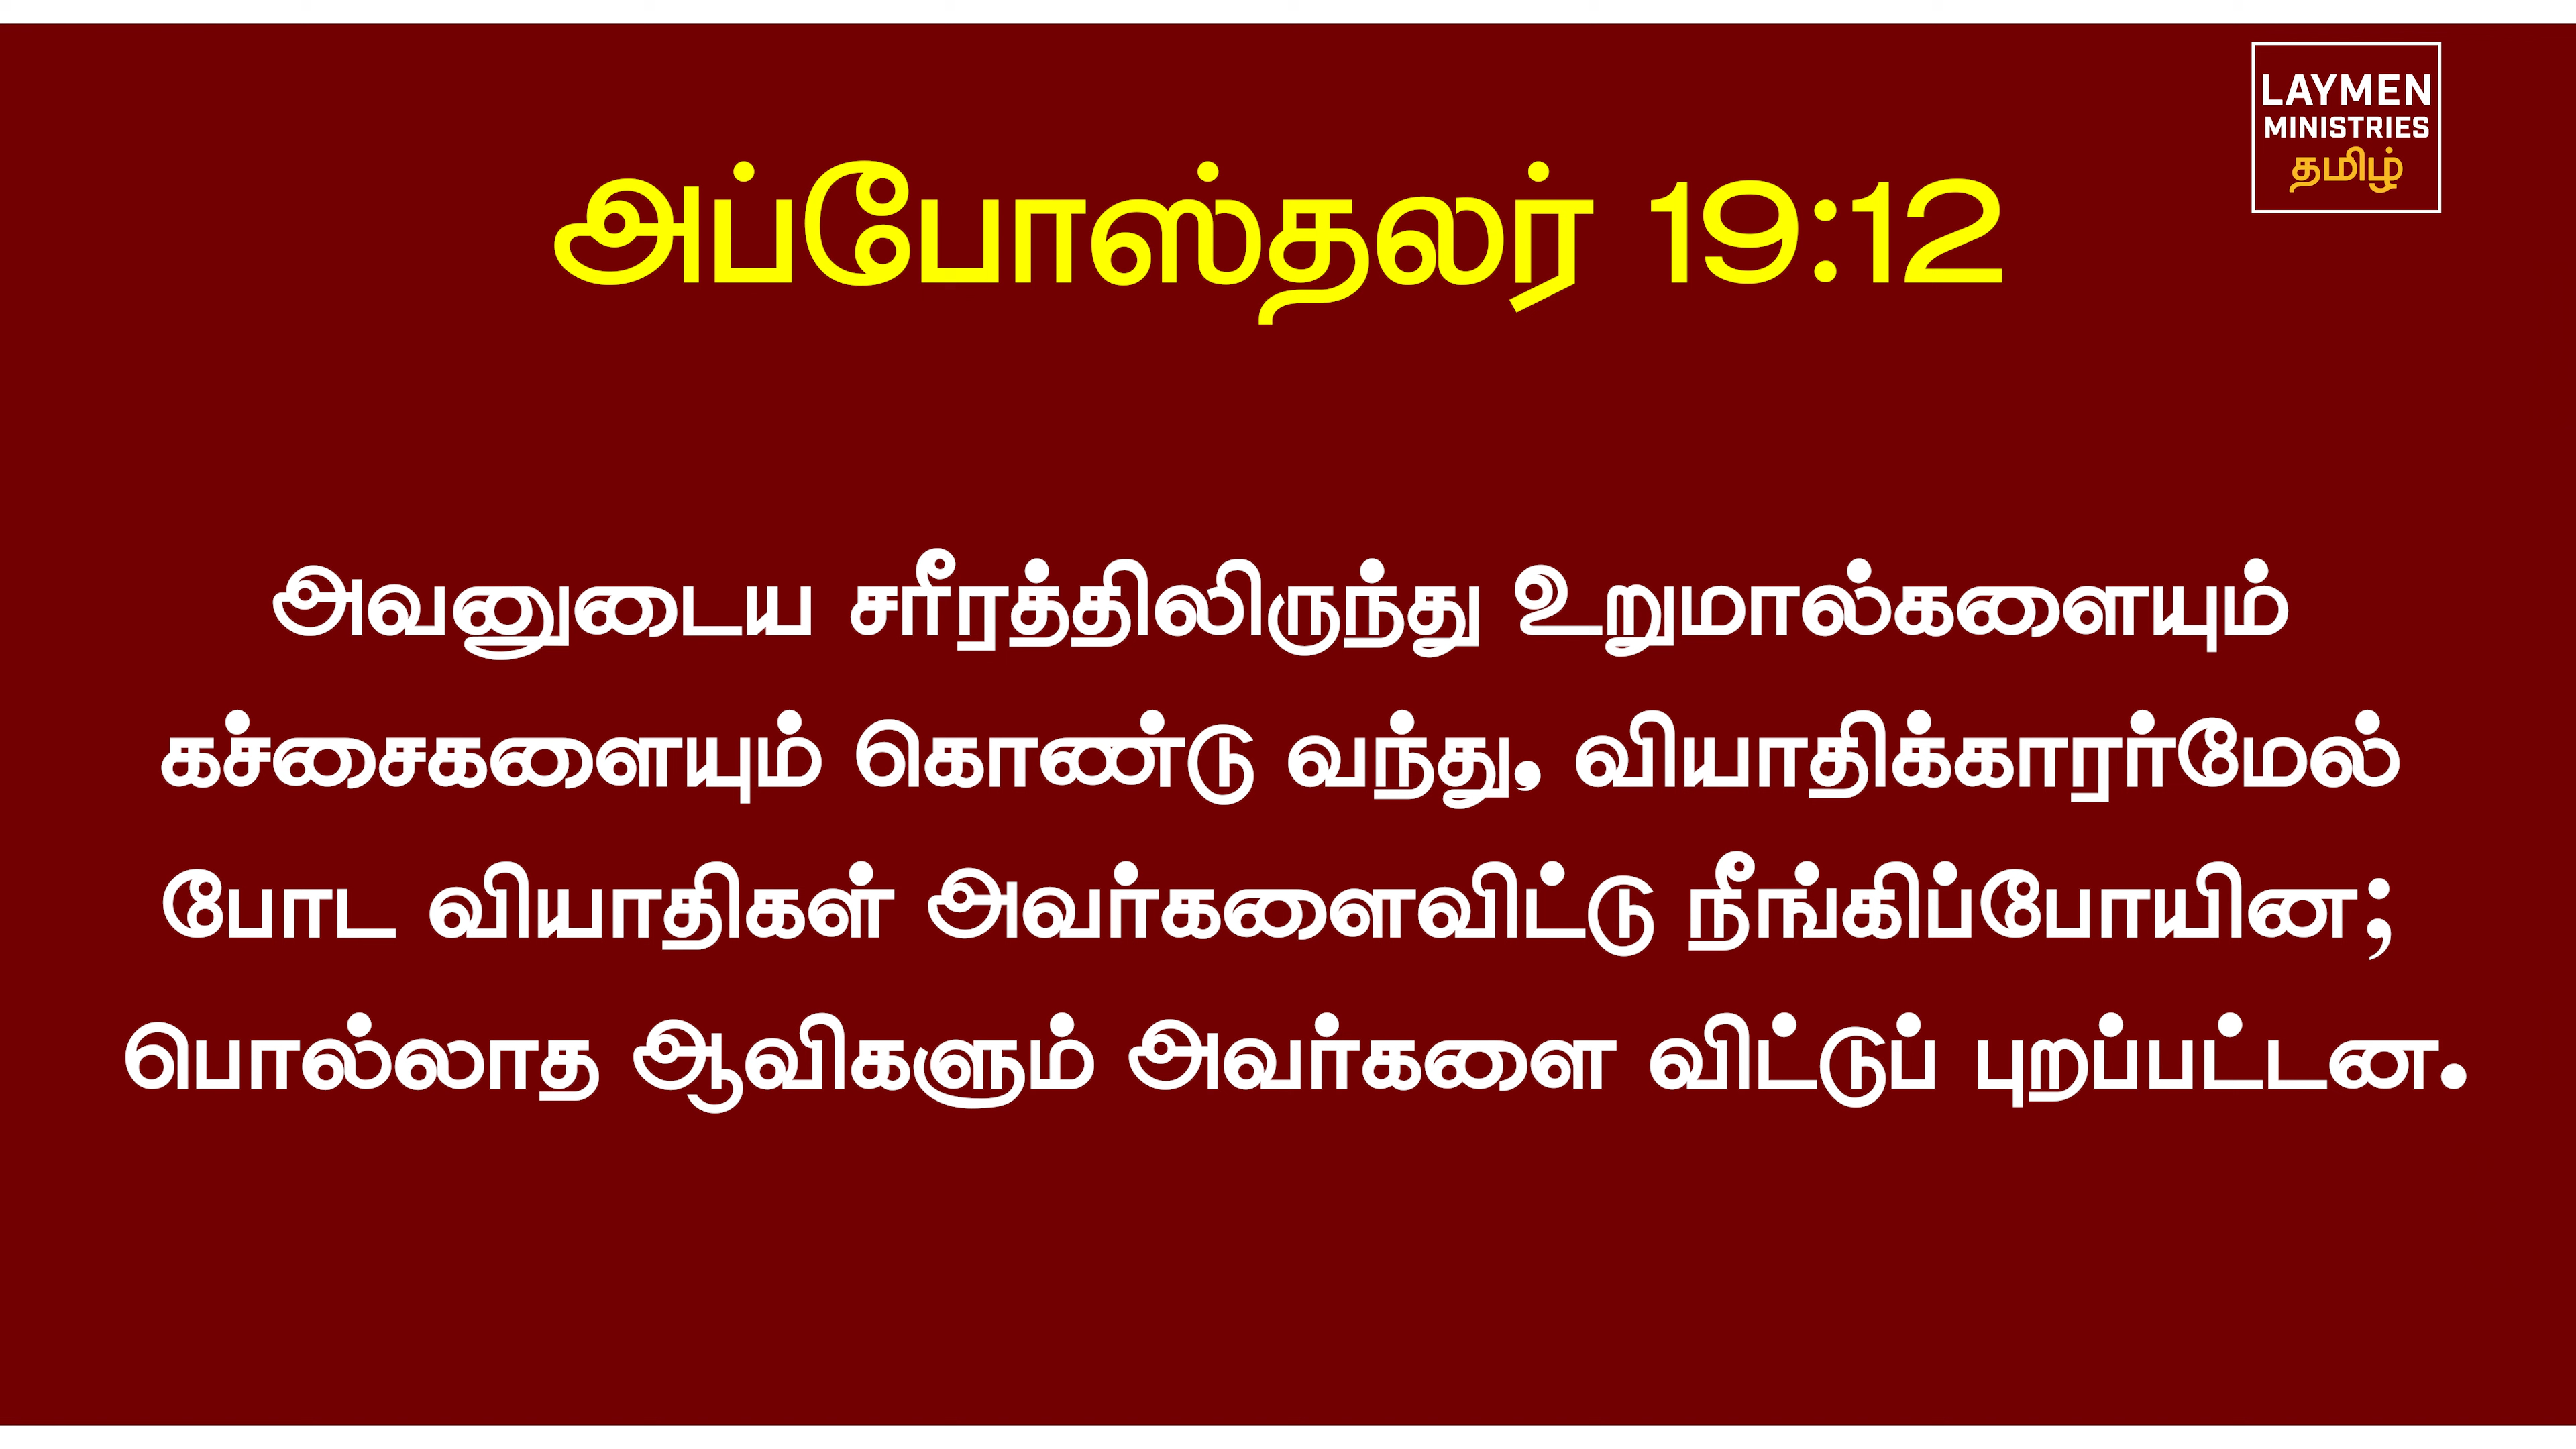 LAYMEN
MINISTRIES
தமிழ்
அப்போஸ்தலர் 19:12
அவனுடைய சரீரத்திலிருந்து உறுமால்களையும்
கச்சைகளையும் கொண்டு வந்து, வியாதிக்காரர்மேல்
போட வியாதிகள் அவர்களைவிட்டு நீங்கிப்போயின;
பொல்லாத ஆவிகளும் அவர்களை விட்டுப் புறப்பட்டன.